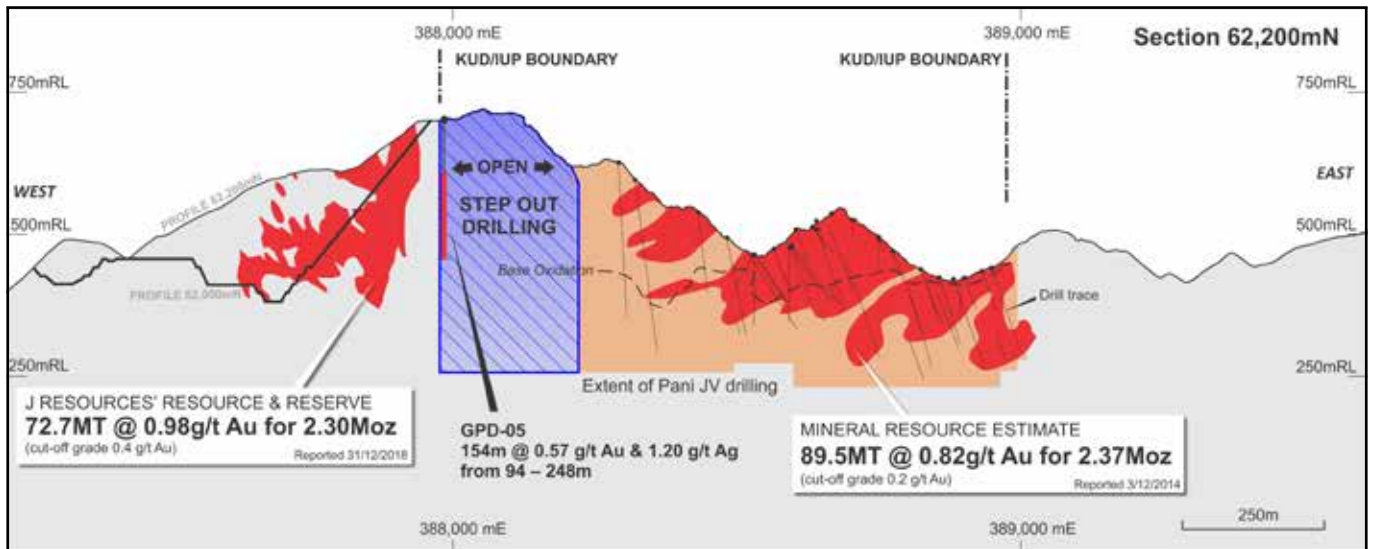 388,000 mE
389,000 mE
Section 62,200mN
KUD/IUP BOUNDARY
KUD/IUP BOUNDARY
750mRL
750mRL
OPEN
STEP OUT
DRILLING
WEST
EAST
PROFILE 62,200mN
500mRL
500mRL
Base Oxidation
PROFILE 62,000mN
Drill trace
250mRL
250mRL
Extent of Pani JV drilling
J RESOURCES' RESOURCE & RESERVE
72.7MT @ 0.98g/t Au for 2.30Moz
(cut-off grade 0.4 g/t Au)
Reported 31/12/2018
GPD-05
154m @ 0.57 g/t Au & 1.20 g/t Ag
from 94 – 248m
MINERAL RESOURCE ESTIMATE
89.5MT @ 0.82g/t Au for 2.37Moz
(cut-off grade 0.2 g/t Au)
Reported 3/12/2014
388,000 mE
389,000 mE
250m